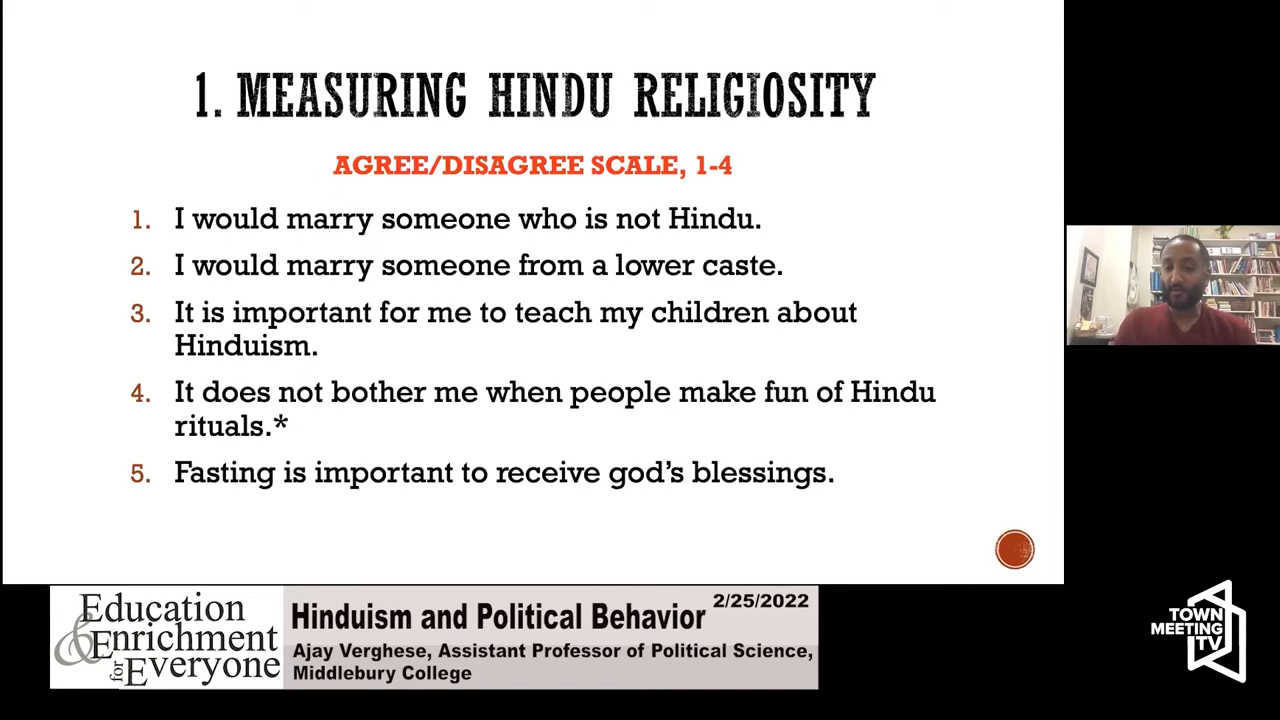 1. MEASURING HINDU RELIGIOSITY
AGREE/DISAGREE SCALE, 1-4
1. I would marry someone who is not Hindu.
2. I would marry someone from a lower caste.
3. It is important for me to teach my children about
Hinduism.
4. It does not bother me when people make fun of Hindu
rituals.*
5. Fasting is important to receive god's blessings.
Education
& Enrichment
for Everyone
Hinduism and Political Behavior
2/25/2022
Ajay Verghese, Assistant Professor of Political Science,
Middlebury College
TOWN
MEETING
TV